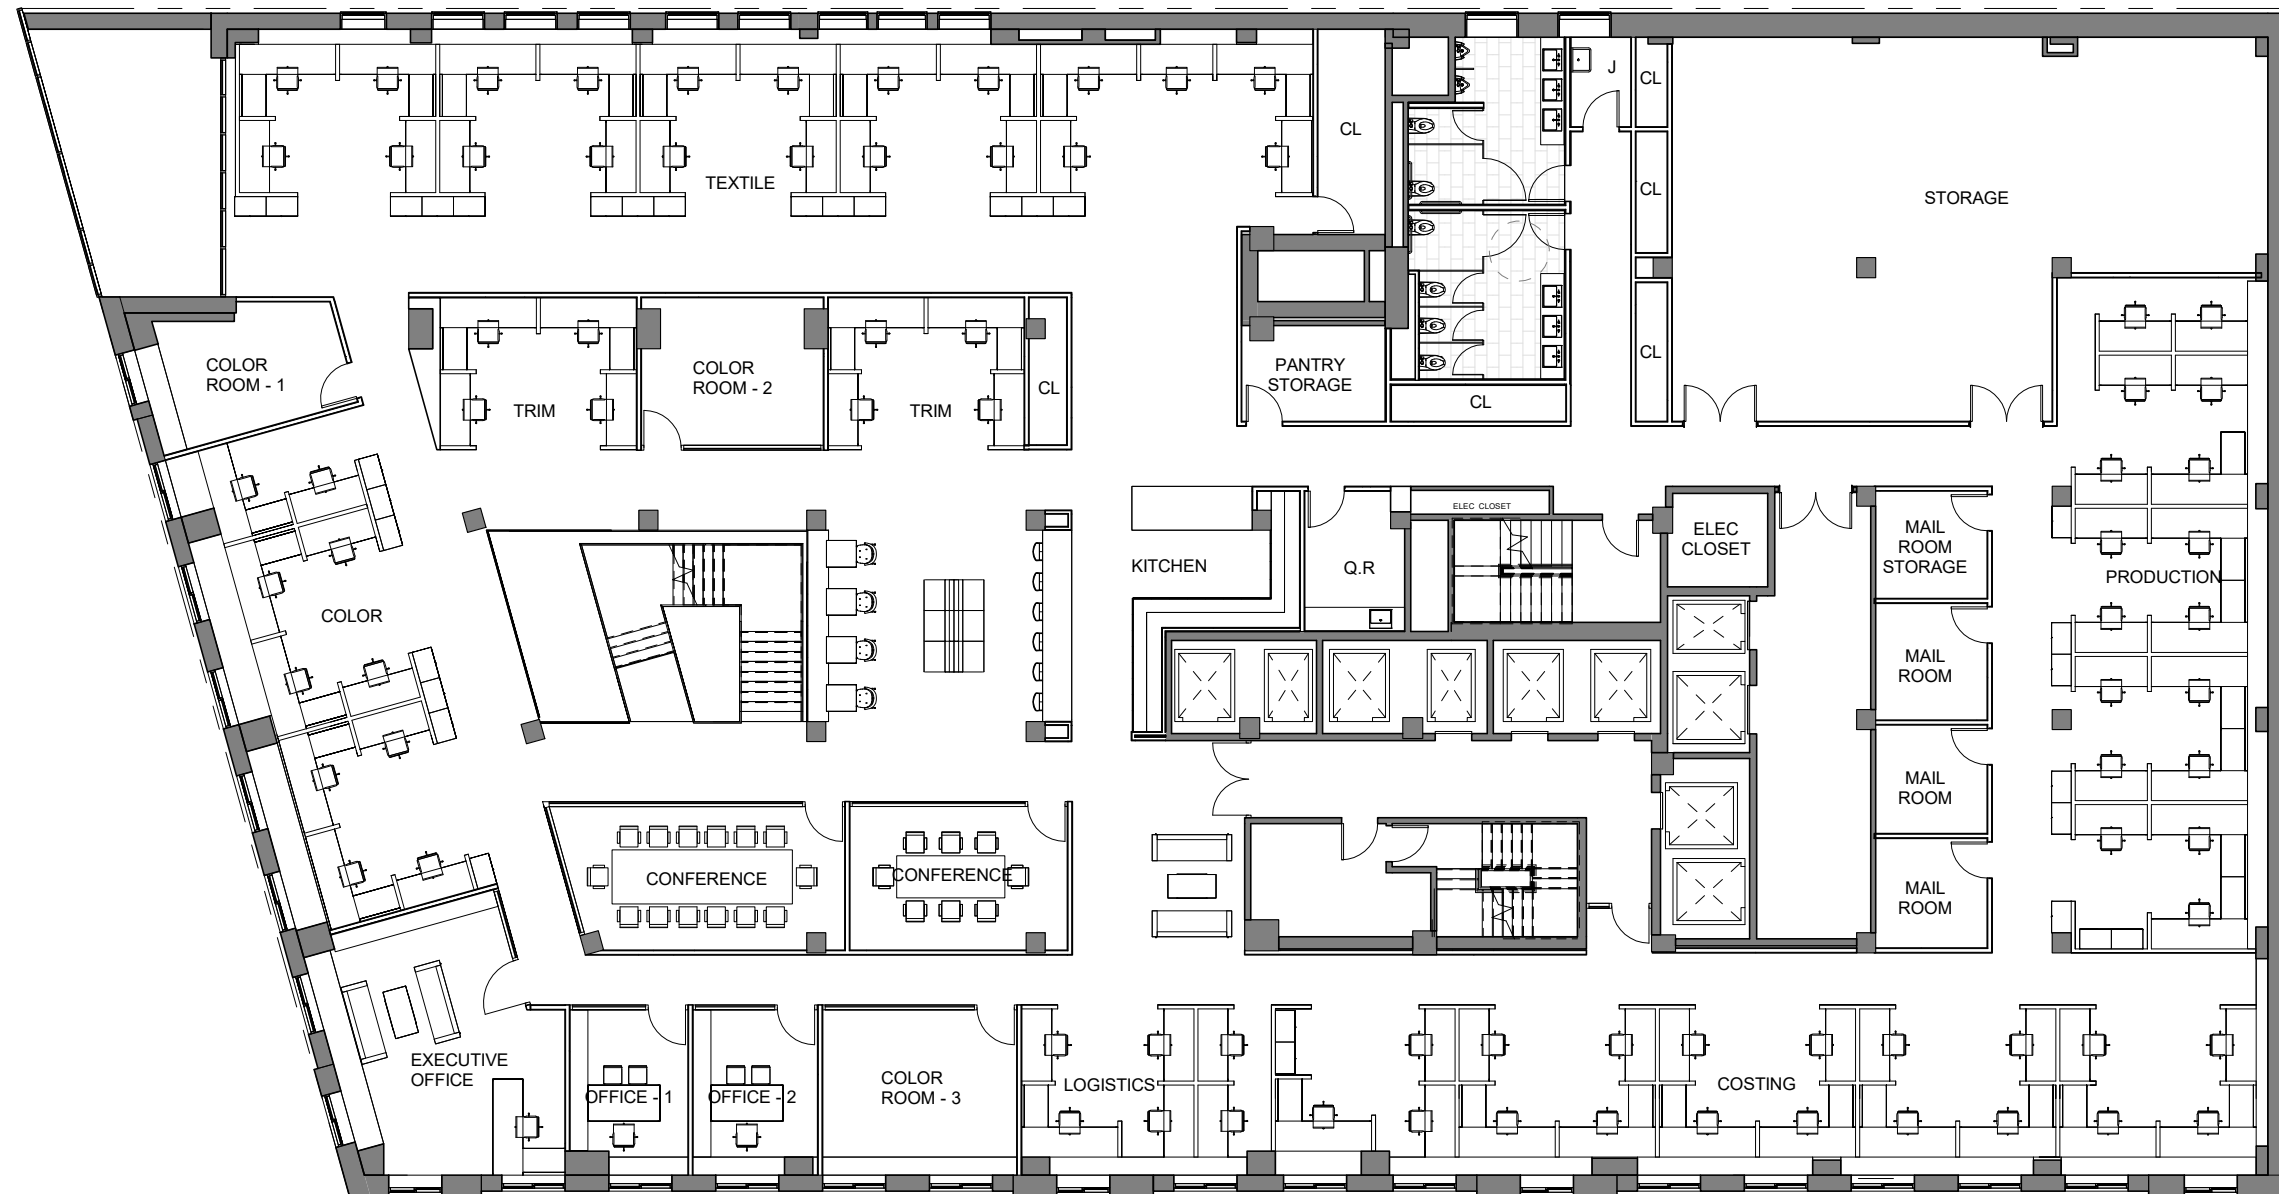 J
CL
CL
TEXTILE
CL
STORAGE
CL
COLOR
ROOM - 1
COLOR
ROOM - 2
PANTRY
STORAGE
CL
TRIM
TRIM
CL
CL
ELEC CLOSET
MAIL
ROOM
STORAGE
ELEC
CLOSET
KITCHEN
Q.R
PRODUCTION
COLOR
MAIL
ROOM
MAIL
ROOM
CONFERENCE
CONFERENCE
MAIL
ROOM
EXECUTIVE
OFFICE
OFFICE - 1
OFFICE - 2
COLOR
ROOM - 3
LOGISTICS
COSTING